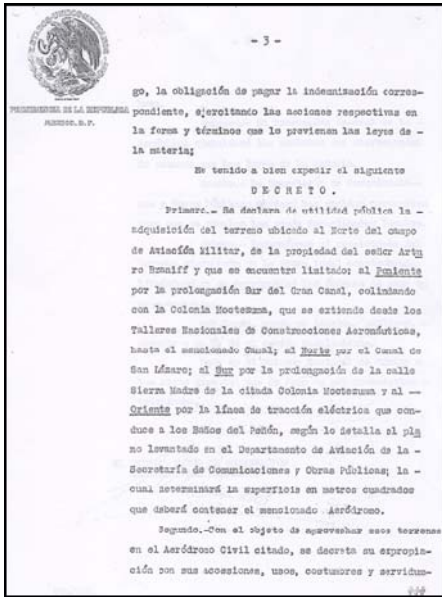 - 3 -
PRESIDENCIA DE LA REPUBLICA
MEXICO, D.F.
go, la obligación de pagar la indemnización corres-
pondiente, ejercitando las acciones respectivas en
la forma y términos que lo previenen las leyes de -
la materia;
He tenido a bien expedir el siguiente
D E C R E T O .
Primero.- Se declara de utilidad pública la -
adquisición del terreno ubicado al Norte del campo
de Aviación Militar, de la propiedad del señor Artu
ro Braniff y que se encuentra limitado: al Poniente
por la prolongación Sur del Gran Canal, colindando
con la Colonia Moctezuma, que se extiende desde los
Talleres Nacionales de Construcciones Aeronáuticas,
hasta el mencionado Canal; al Norte por el Canal de
San Lázaro; al Sur por la prolongación de la calle
Sierra Madre de la citada Colonia Moctezuma y al --
Oriente por la línea de tracción eléctrica que con-
duce a los Baños del Peñón, según lo detalla el pla
no levantado en el Departamento de Aviación de la -
Secretaría de Comunicaciones y Obras Públicas; la -
cual determinará la superficie en metros cuadrados
que deberá contener el mencionado Aeródromo.
Segundo.-Con el objeto de aprovechar esos terrenos
en el Aeródromo Civil citado, se decreta su expropia-
ción con sus accesiones, usos, costumbres y servidum-